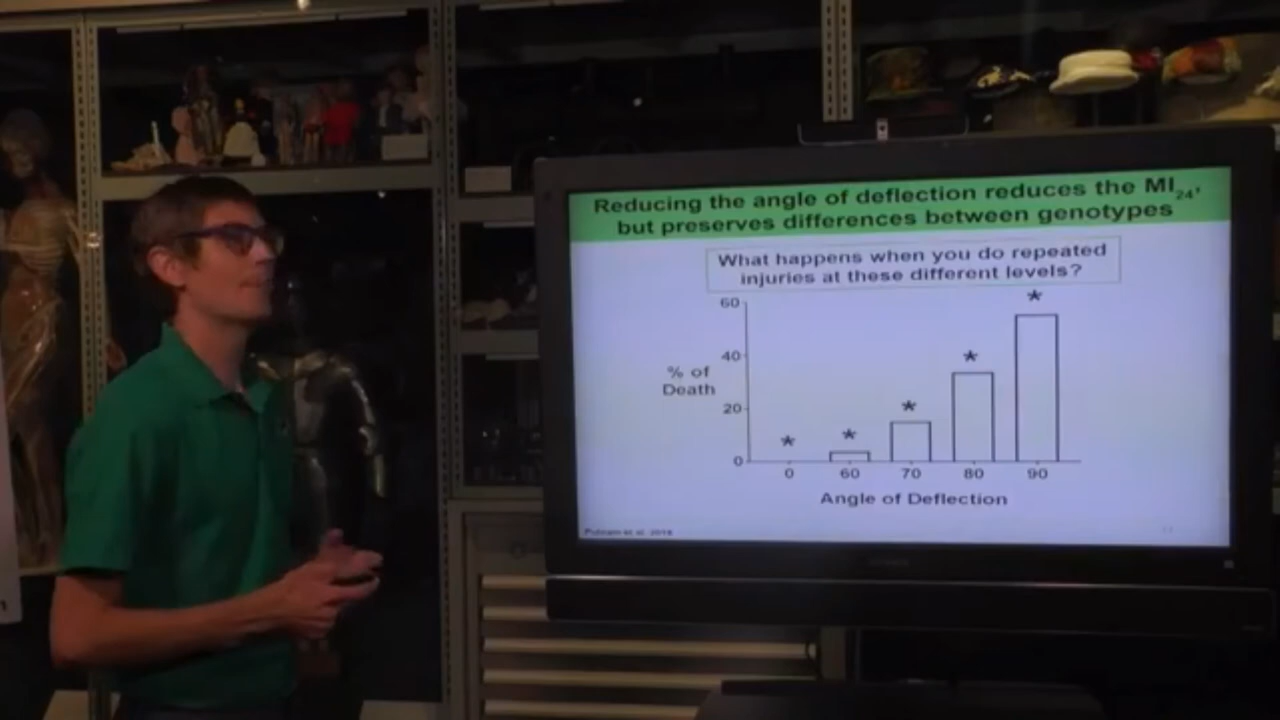 Reducing the angle of deflection reduces the MI24,
but preserves differences between genotypes
What happens when you do repeated
injuries at these different levels?
60
40
20
0
% of
Death
*
*
*
*
*
0 60 70 80 90
Angle of Deflection